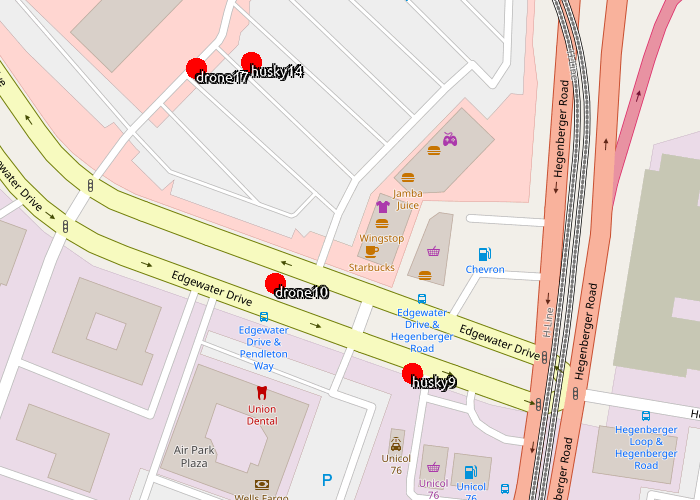 drone17
husky14
Hegenberger Road
Jamba
Juice
Wingstop
Starbucks
Chevron
Edgewater Drive
drone10
Edgewater Drive
Edgewater
Drive &
Pendleton
Way
Edgewater
Drive &
Hegenberger
Road
Edgewater Drive
H-Line
Hegenberger Road
husky9
Union
Dental
Air Park
Plaza
Wells Fargo
P
Unicol
76
Unicol
76
Unicol
76
Hegenberger
Loop &
Hegenberger
Road